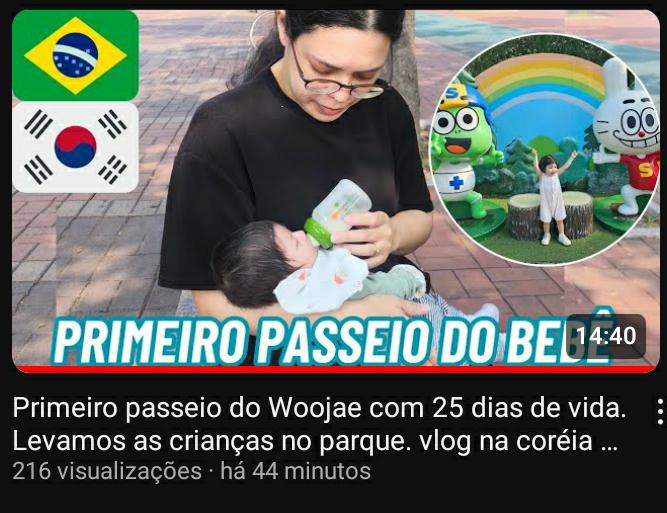 PRIMEIRO PASSEIO DO BEBÊ
14:40
Primeiro passeio do Woojae com 25 dias de vida.
Levamos as crianças no parque. vlog na coréia ...
216 visualizações · há 44 minutos